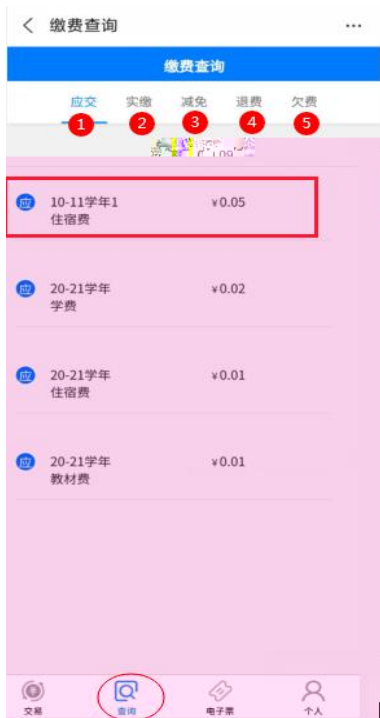 缴费查询
...
缴费查询
应交 实缴 减免 退费 欠费
1 2 3 4 5
应 10-11学年1 ¥0.05
住宿费
应 20-21学年 ¥0.02
学费
应 20-21学年 ¥0.01
住宿费
应 20-21学年 ¥0.01
教材费
交易 查询 电子票 个人